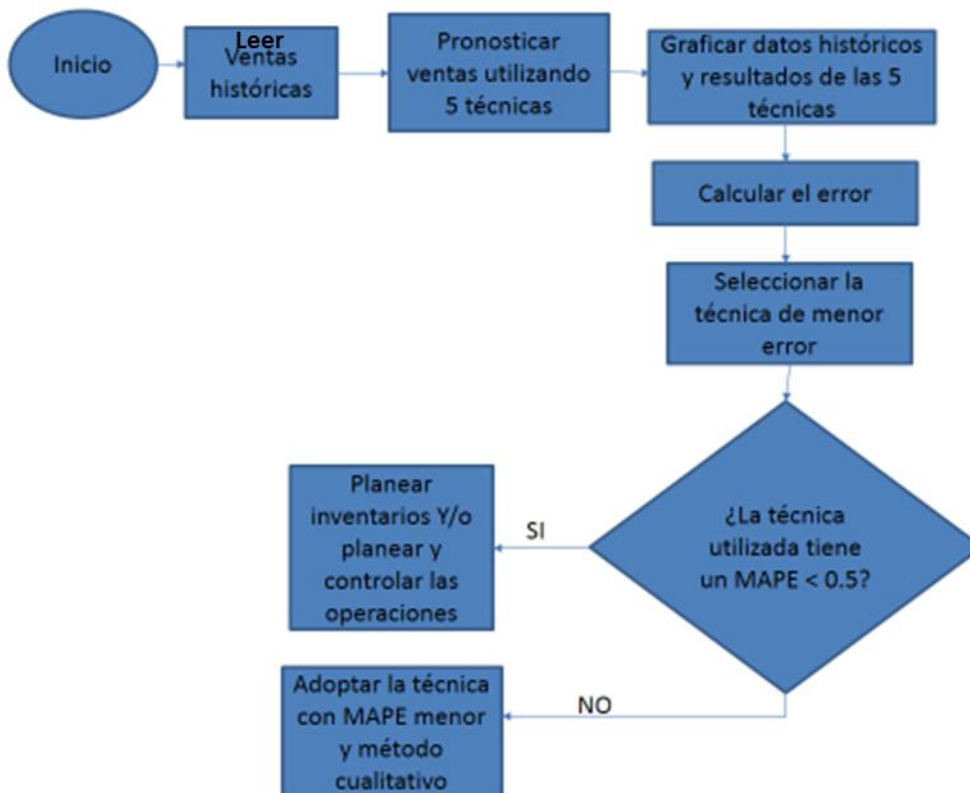 Inicio
Leer
Ventas
históricas
Pronosticar
ventas utilizando
5 técnicas
Graficar datos históricos
y resultados de las 5
técnicas
Calcular el error
Seleccionar la
técnica de menor
error
¿La técnica
utilizada tiene
un MAPE < 0.5?
SI
Planear
inventarios Y/o
planear y
controlar las
operaciones
NO
Adoptar la técnica
con MAPE menor
y método
cualitativo